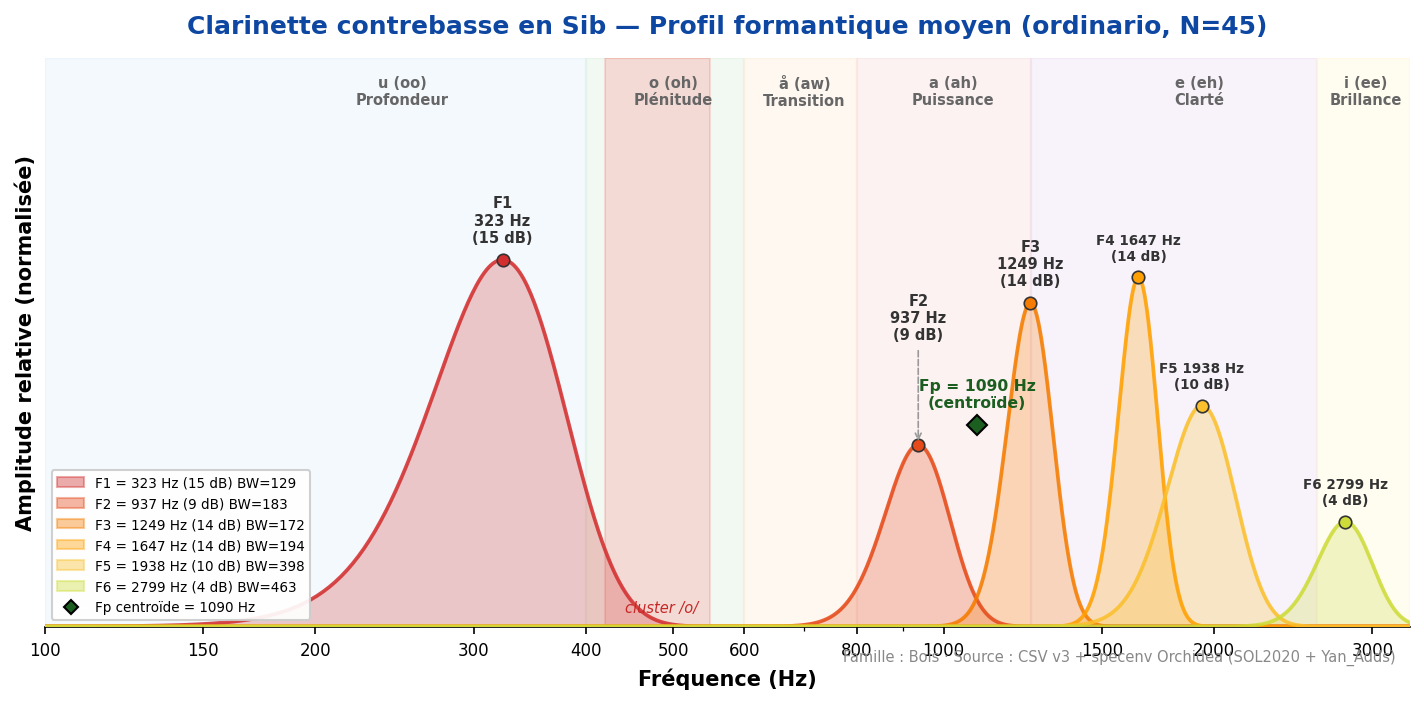 Clarinette contrebasse en Sib — Profil formantique moyen (ordinario, N=45)
u (oo)
Profondeur
o (oh)
Plénitude
å (aw)
Transition
a (ah)
Puissance
e (eh)
Clarté
i (ee)
Brillance
F1
323 Hz
(15 dB)
F2
937 Hz
(9 dB)
F3
1249 Hz
(14 dB)
F4 1647 Hz
(14 dB)
F5 1938 Hz
(10 dB)
F6 2799 Hz
(4 dB)
Fp = 1090 Hz
(centroïde)
cluster /o/
Amplitude relative (normalisée)
F1 = 323 Hz (15 dB) BW=129
F2 = 937 Hz (9 dB) BW=183
F3 = 1249 Hz (14 dB) BW=172
F4 = 1647 Hz (14 dB) BW=194
F5 = 1938 Hz (10 dB) BW=398
F6 = 2799 Hz (4 dB) BW=463
Fp centroïde = 1090 Hz
100 150 200 300 400 500 600 800 1000 1500 2000 3000
Famille : Bois · Source : CSV v3 + specenv Orchidea (SOL2020 + Yan_Adds)
Fréquence (Hz)